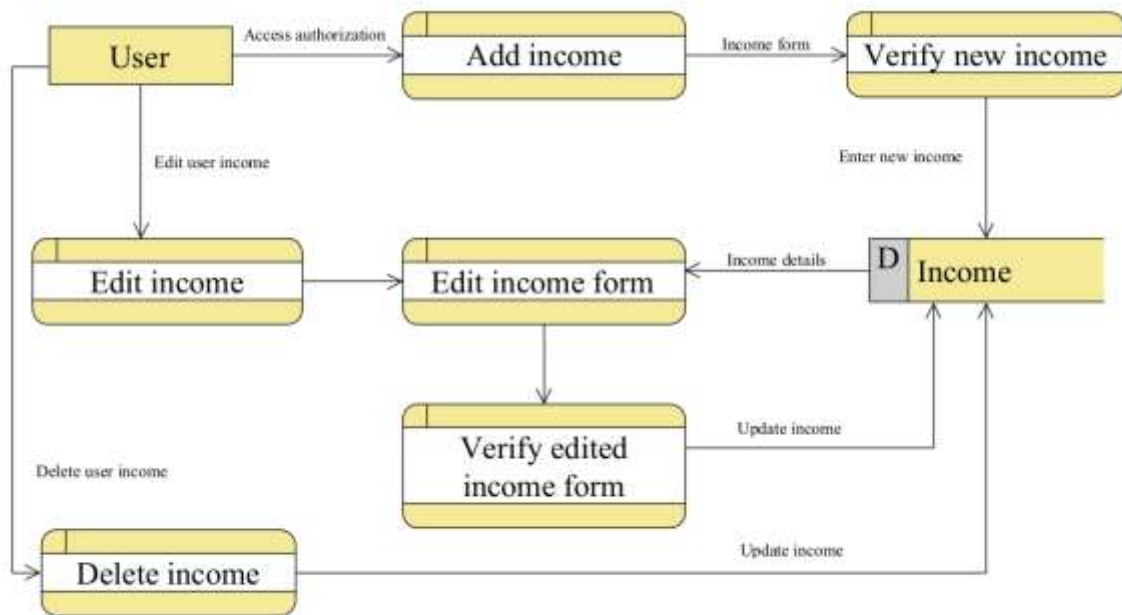 User
Access authorization
Add income
Income form
Verify new income
Edit user income
Enter new income
Edit income
Edit income form
Income details
D
Income
Verify edited
income form
Update income
Delete user income
Delete income
Update income